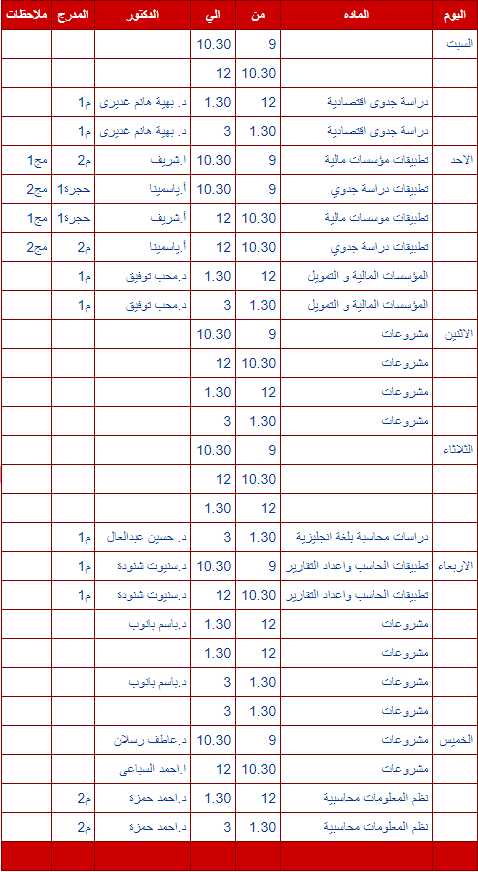 اليوم الماده من الي الدكتور المدرج ملاحظات
السبت 9 10.30
10.30 12
دراسة جدوى اقتصادية 12 1.30 د. بهية هانم غديرى م1
دراسة جدوى اقتصادية 1.30 3 د. بهية هانم غديرى م1
الاحد تطبيقات مؤسسات مالية 9 10.30 ا.شريف م2 مج1
تطبيقات دراسة جدوي 9 10.30 أ.ياسمينا حجرة1 مج2
تطبيقات موسسات مالية 10.30 12 أ.شريف حجرة1 مج1
تطبيقات دراسة جدوي 10.30 12 أ.ياسمينا م2 مج2
المؤسسات المالية و التمويل 12 1.30 د.محب توفيق م1
المؤسسات المالية و التمويل 1.30 3 د.محب توفيق م1
الاثنين مشروعات 9 10.30
مشروعات 10.30 12
مشروعات 12 1.30
مشروعات 1.30 3
الثلاثاء 9 10.30
10.30 12
12 1.30
دراسات محاسبة بلغة انجليزية 1.30 3 د. حسين عبدالعال م1
الاربعاء تطبيقات الحاسب واعداد التقارير 9 10.30 د.سنيوت شنودة م1
تطبيقات الحاسب واعداد التقارير 10.30 12 د.سنيوت شنودة م1
مشروعات 12 1.30 د.باسم بانوب
مشروعات 12 1.30
مشروعات 1.30 3 د.باسم بانوب
مشروعات 1.30 3
الخميس مشروعات 9 10.30 د.عاطف رسلان
مشروعات 10.30 12 ا.احمد السباعى
نظم المعلومات محاسبية 12 1.30 د.احمد حمزة م2
نظم المعلومات محاسبية 1.30 3 د.احمد حمزة م2